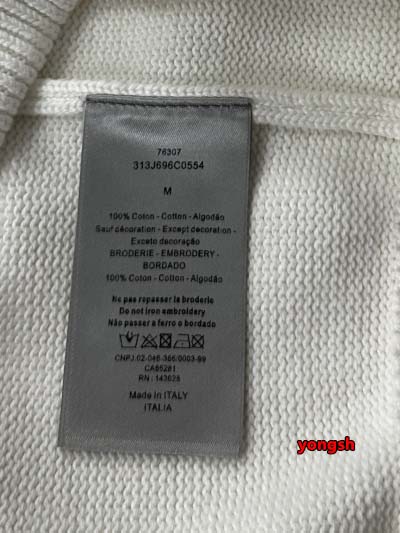 76307
313J696C0554
M
100% Coton - Cotton - Algodão
Sauf décoration - Except decoration -
Exceto decoração
BRODERIE - EMBRODERY -
BORDADO
100% Coton - Cotton - Algodão
Ne pas repasser la broderie
Do not iron embroidery
Não passar a ferro o bordado
CNPJ.02-046-366/0003-99
CA85281
RN : 143028
Made in ITALY
ITALIA
yongsh